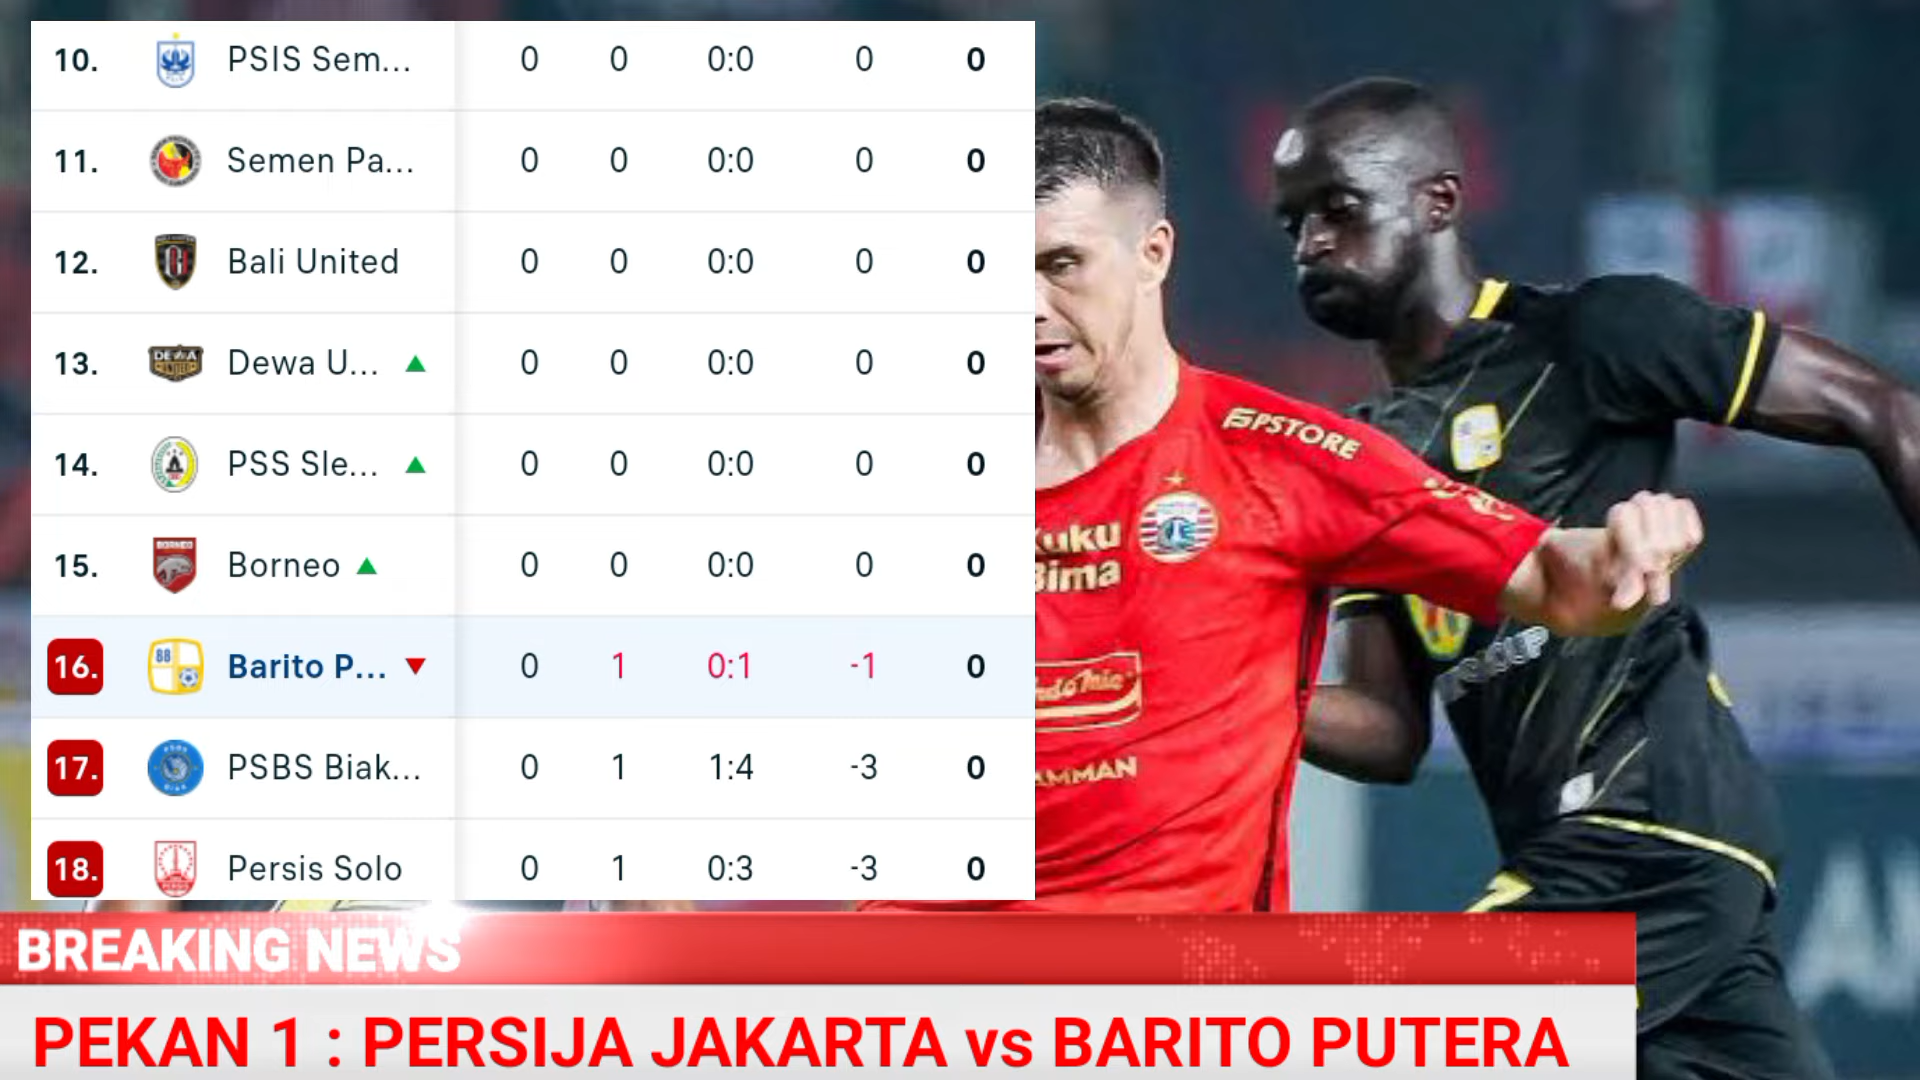 10. PSIS Sem... 0 0 0:0 0 0
11. Semen Pa... 0 0 0:0 0 0
12. Bali United 0 0 0:0 0 0
13. Dewa U... 0 0 0:0 0 0
14. PSS Sle... 0 0 0:0 0 0
15. Borneo 0 0 0:0 0 0
16. Barito P... 0 1 0:1 -1 0
17. PSBS Biak... 0 1 1:4 -3 0
18. Persis Solo 0 1 0:3 -3 0
PSTORE
Kuku
Bima
Indomie
BREAKING NEWS
PEKAN 1 : PERSIJA JAKARTA vs BARITO PUTERA